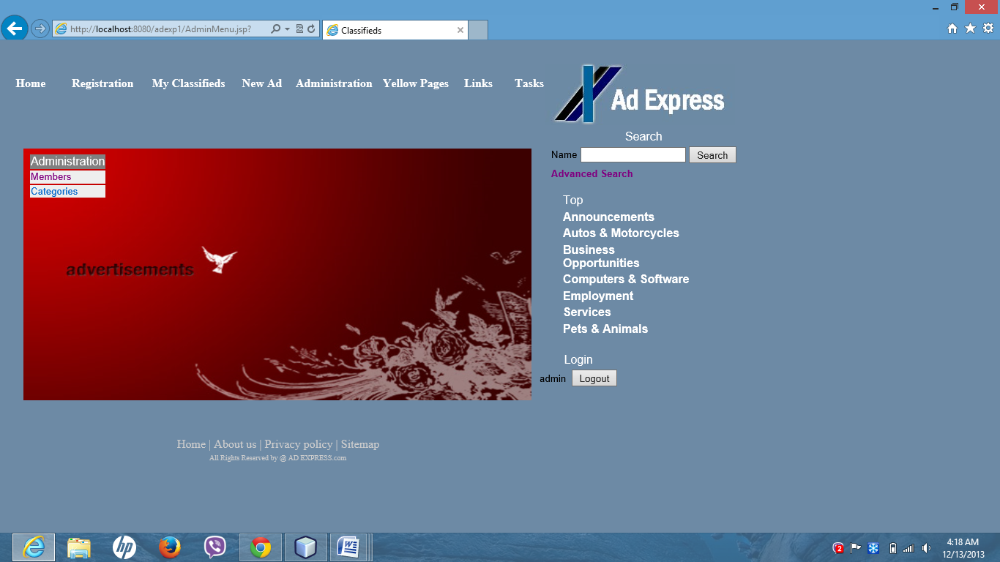 http://localhost:8080/adexp1/AdminMenu.jsp?
Classifieds
Home Registration My Classifieds New Ad Administration Yellow Pages Links Tasks
Ad Express
Search
Name Search
Advanced Search
Administration
Members
Categories
advertisements
Top
Announcements
Autos & Motorcycles
Business
Opportunities
Computers & Software
Employment
Services
Pets & Animals
Login
admin Logout
Home | About us | Privacy policy | Sitemap
All Rights Reserved by @ AD EXPRESS.com
hp
2
4:18 AM
12/13/2013